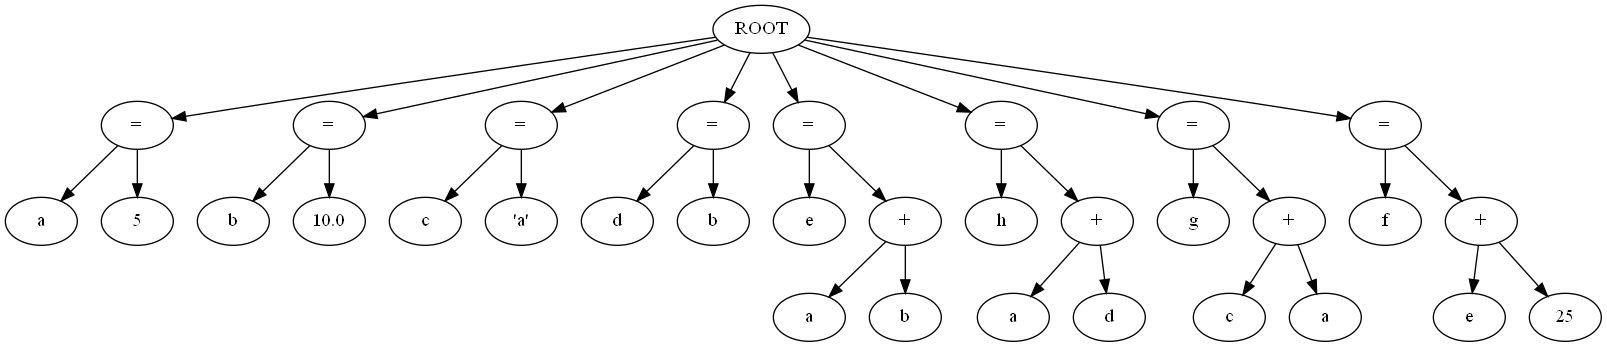 ROOT
= = = = = = = =
a 5 b 10.0 c 'a' d b e + h + g + f +
a b a d c a e 25